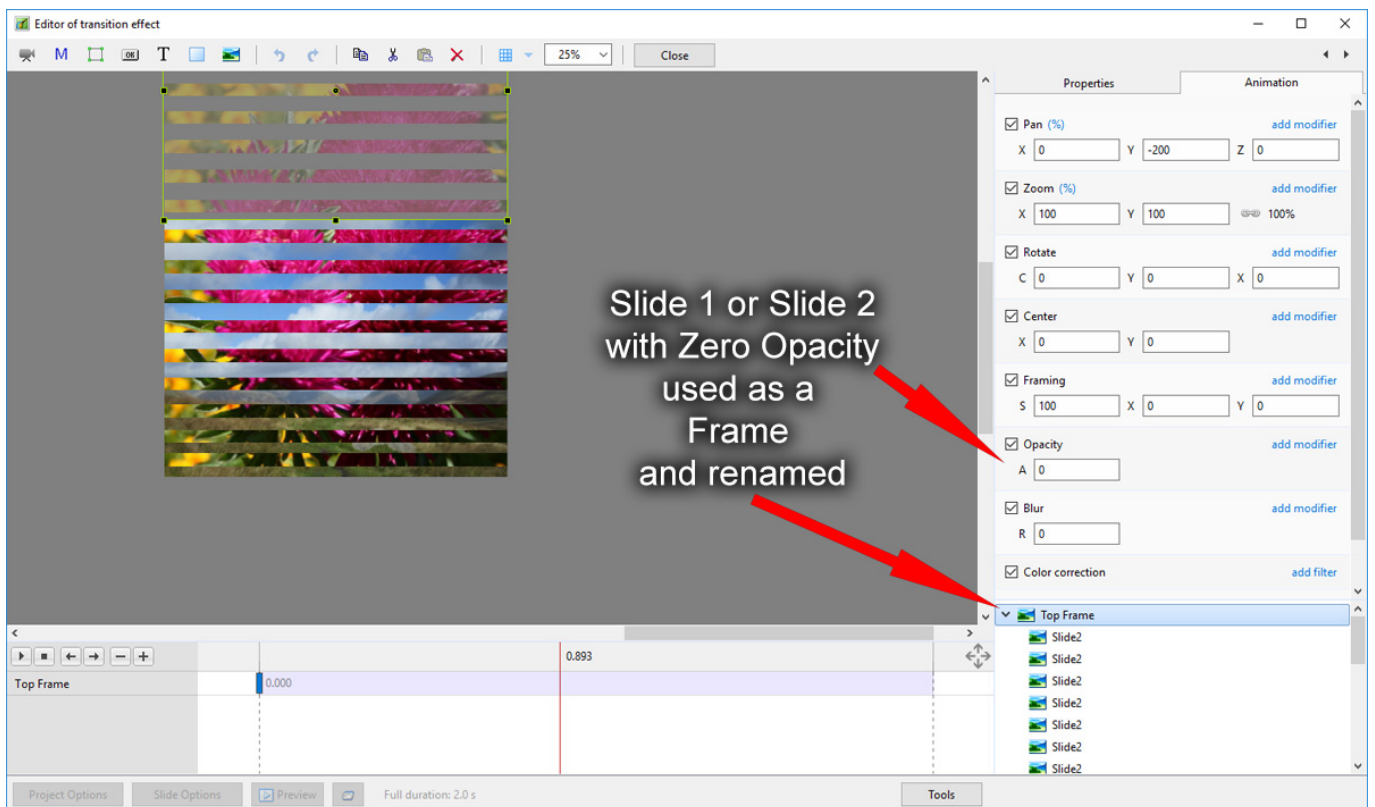 Editor of transition effect
M OK T 25% Close
Properties Animation
Pan (%) add modifier
X 0 Y -200 Z 0
Zoom (%) add modifier
X 100 Y 100 100%
Rotate add modifier
C 0 Y 0 X 0
Center add modifier
X 0 Y 0
Framing add modifier
S 100 X 0 Y 0
Opacity add modifier
A 0
Blur add modifier
R 0
Color correction add filter
Slide 1 or Slide 2
with Zero Opacity
used as a
Frame
and renamed
Top Frame
Slide2
Slide2
Slide2
Slide2
Slide2
Slide2
Slide2
0.893
Top Frame 0.000
Project Options Slide Options Preview Full duration: 2.0 s Tools